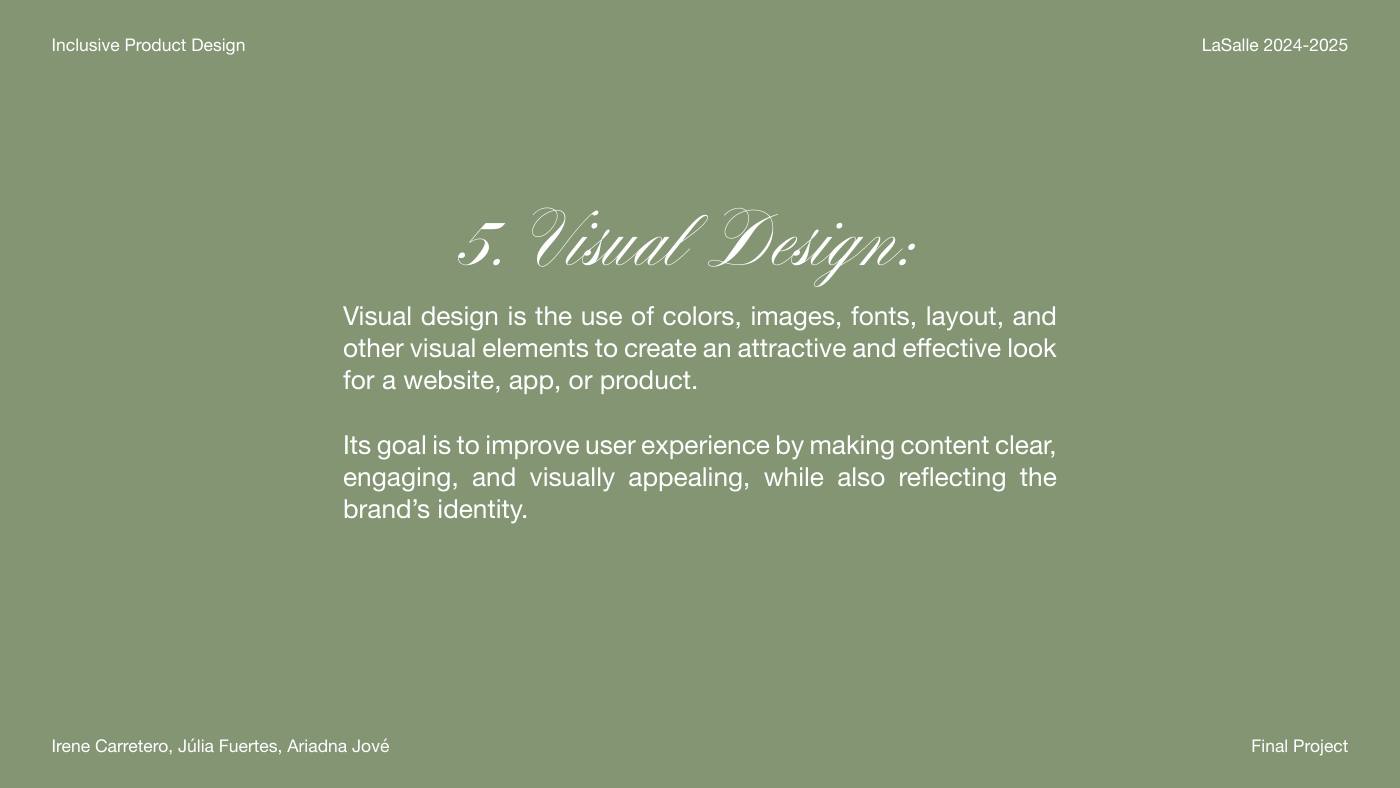 Inclusive Product Design
LaSalle 2024-2025
5. Visual Design:
Visual design is the use of colors, images, fonts, layout, and
other visual elements to create an attractive and effective look
for a website, app, or product.
Its goal is to improve user experience by making content clear,
engaging, and visually appealing, while also reflecting the
brand’s identity.
Irene Carretero, Júlia Fuertes, Ariadna Jové
Final Project